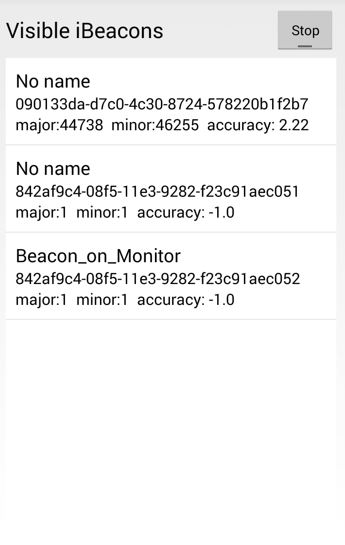 Visible iBeacons
Stop
No name
090133da-d7c0-4c30-8724-578220b1f2b7
major:44738 minor:46255 accuracy: 2.22
No name
842af9c4-08f5-11e3-9282-f23c91aec051
major:1 minor:1 accuracy: -1.0
Beacon_on_Monitor
842af9c4-08f5-11e3-9282-f23c91aec052
major:1 minor:1 accuracy: -1.0